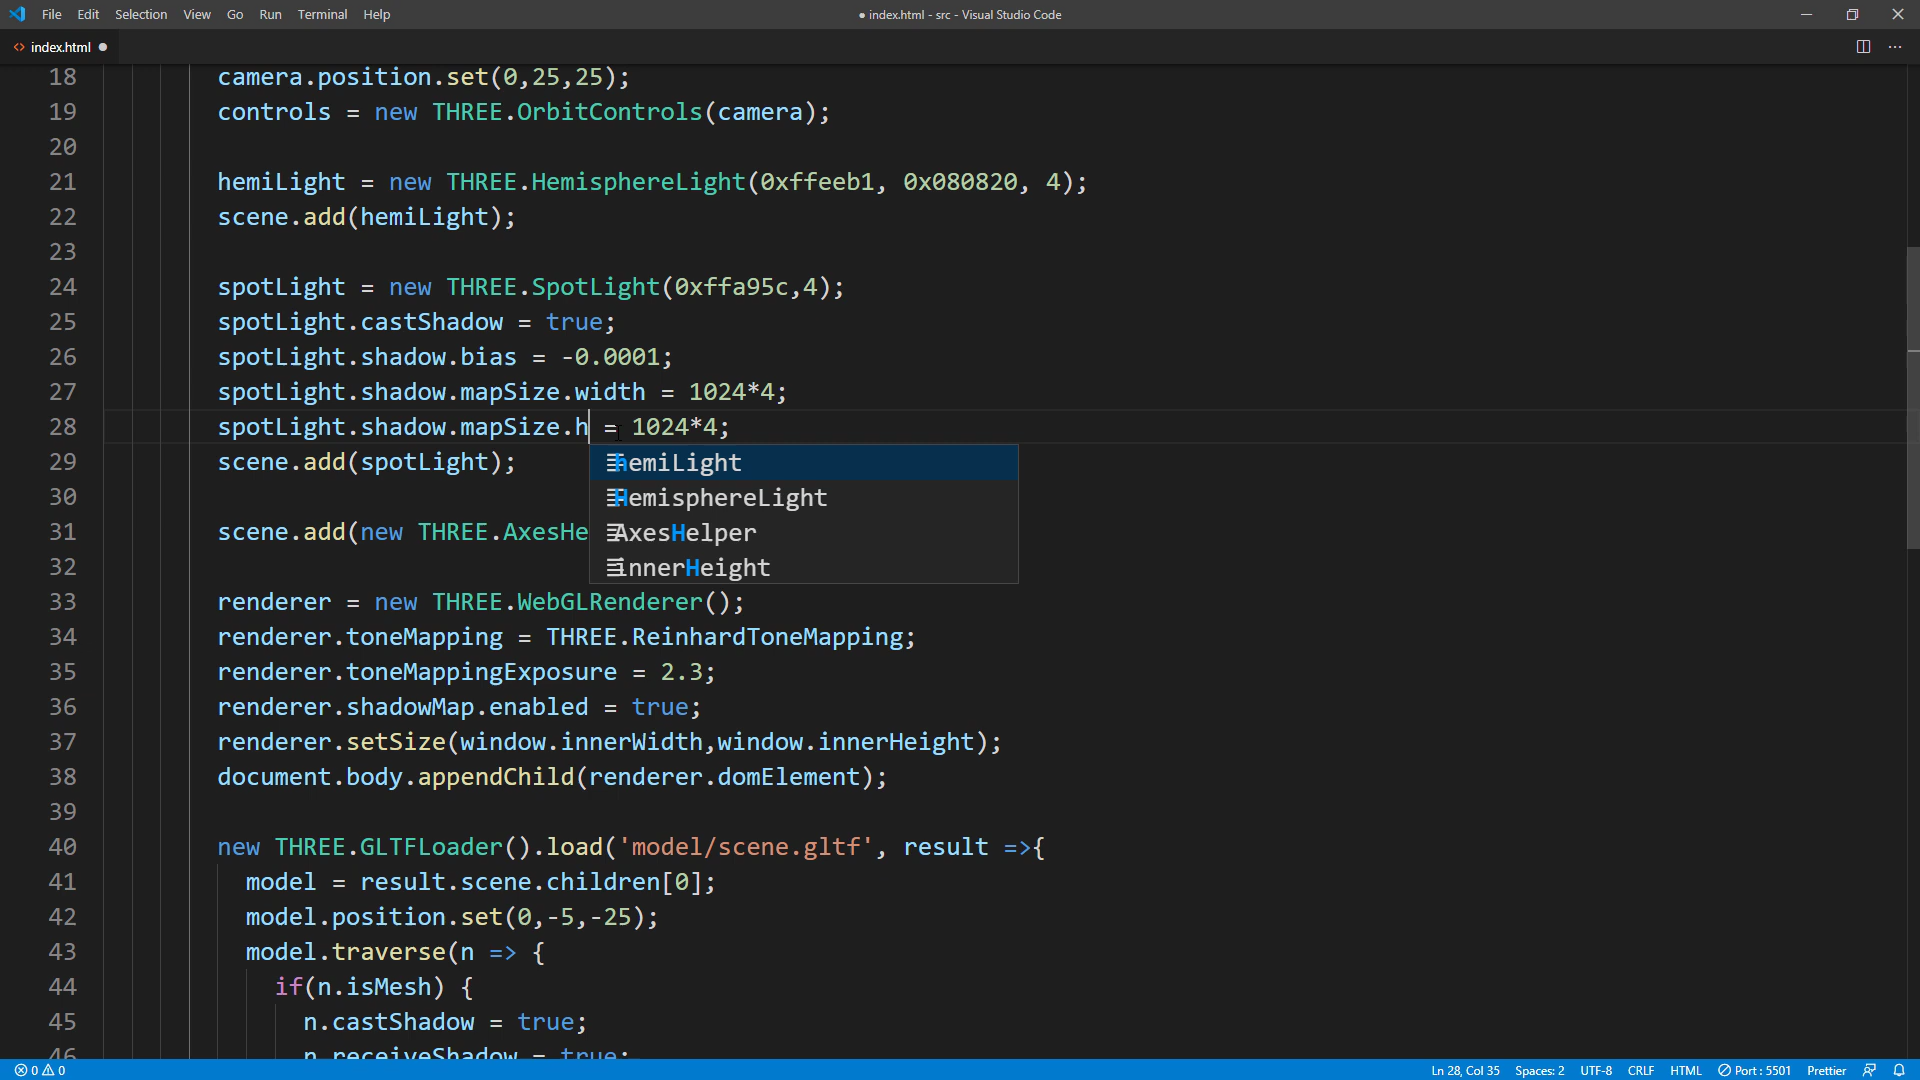 File Edit Selection View Go Run Terminal Help
● index.html - src - Visual Studio Code
<> index.html ●
18 camera.position.set(0,25,25);
19 controls = new THREE.OrbitControls(camera);
20
21 hemiLight = new THREE.HemisphereLight(0xffeeb1, 0x080820, 4);
22 scene.add(hemiLight);
23
24 spotLight = new THREE.SpotLight(0xffa95c,4);
25 spotLight.castShadow = true;
26 spotLight.shadow.bias = -0.0001;
27 spotLight.shadow.mapSize.width = 1024*4;
28 spotLight.shadow.mapSize.h = 1024*4;
29 scene.add(spotLight);
hemiLight
HemisphereLight
30
31 scene.add(new THREE.AxesHe
AxesHelper
32
innerHeight
33 renderer = new THREE.WebGLRenderer();
34 renderer.toneMapping = THREE.ReinhardToneMapping;
35 renderer.toneMappingExposure = 2.3;
36 renderer.shadowMap.enabled = true;
37 renderer.setSize(window.innerWidth,window.innerHeight);
38 document.body.appendChild(renderer.domElement);
39
40 new THREE.GLTFLoader().load('model/scene.gltf', result =>{
41 model = result.scene.children[0];
42 model.position.set(0,-5,-25);
43 model.traverse(n => {
44 if(n.isMesh) {
45 n.castShadow = true;
46 n.receiveShadow = true;
0 0 Ln 28, Col 35 Spaces: 2 UTF-8 CRLF HTML Port : 5501 Prettier